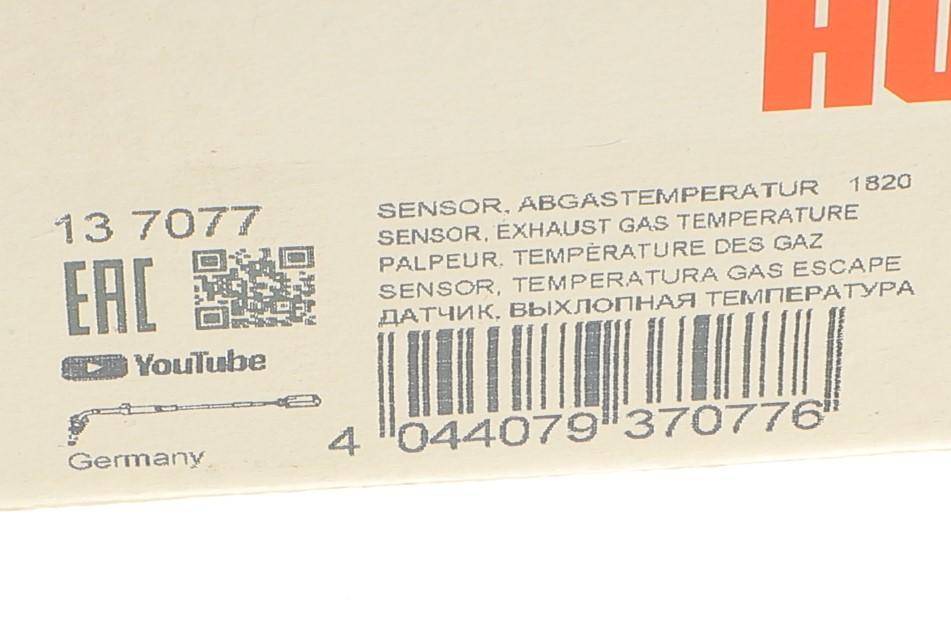 13 7077
EAC
YouTube
Germany
SENSOR, ABGASTEMPERATUR 1820
SENSOR, EXHAUST GAS TEMPERATURE
PALPEUR, TEMPÈRATURE DES GAZ
SENSOR, TEMPERATURA GAS ESCAPE
ДАТЧИК, ВЫХЛОПНАЯ ТЕМПЕРАТУРА
4 044079 370776